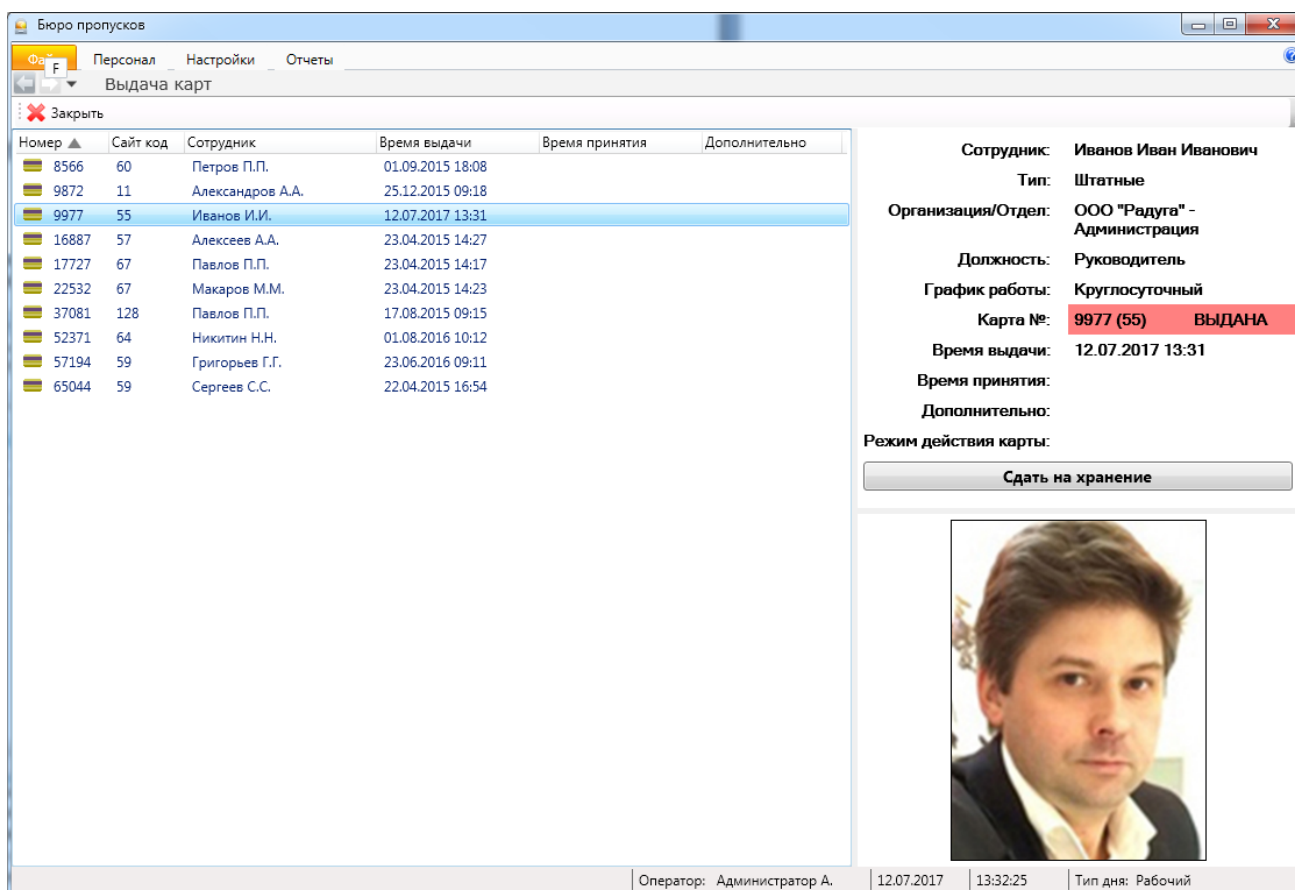 Бюро пропусков
F
Персонал Настройки Отчеты
Выдача карт
Закрыть
Номер Сайт код Сотрудник Время выдачи Время принятия Дополнительно
8566 60 Петров П.П. 01.09.2015 18:08
9872 11 Александров А.А. 25.12.2015 09:18
9977 55 Иванов И.И. 12.07.2017 13:31
16887 57 Алексеев А.А. 23.04.2015 14:27
17727 67 Павлов П.П. 23.04.2015 14:17
22532 67 Макаров М.М. 23.04.2015 14:23
37081 128 Павлов П.П. 17.08.2015 09:15
52371 64 Никитин Н.Н. 01.08.2016 10:12
57194 59 Григорьев Г.Г. 23.06.2016 09:11
65044 59 Сергеев С.С. 22.04.2015 16:54
Сотрудник: Иванов Иван Иванович
Тип: Штатные
Организация/Отдел: ООО "Радуга" -
Администрация
Должность: Руководитель
График работы: Круглосуточный
Карта №: 9977 (55) ВЫДАНА
Время выдачи: 12.07.2017 13:31
Время принятия:
Дополнительно:
Режим действия карты:
Сдать на хранение
Оператор: Администратор А. 12.07.2017 13:32:25 Тип дня: Рабочий